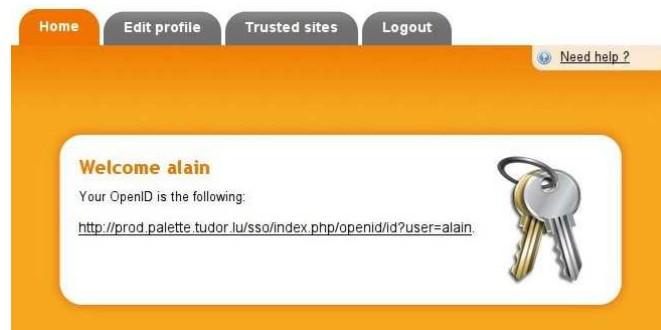 Home Edit profile Trusted sites Logout
Need help ?
Welcome alain
Your OpenID is the following:
http://prod.palette.tudor.lu/sso/index.php/openid/id?user=alain.